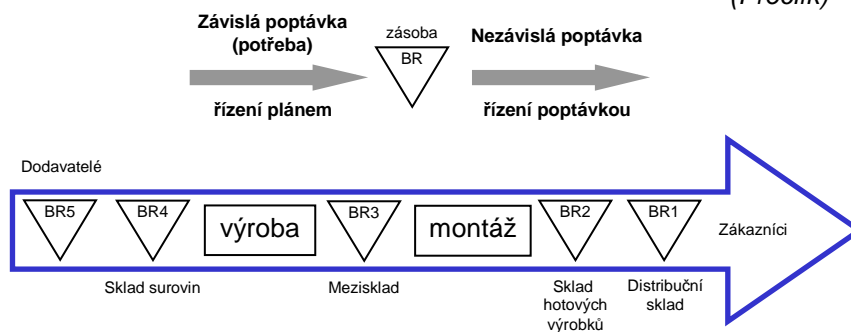 Závislá poptávka
(potřeba)
zásoba
BR
Nezávislá poptávka
řízení plánem
řízení poptávkou
Dodavatelé
BR5
BR4
výroba
BR3
montáž
BR2
BR1
Zákazníci
Sklad surovin
Mezisklad
Sklad
hotových
výrobků
Distribuční
sklad